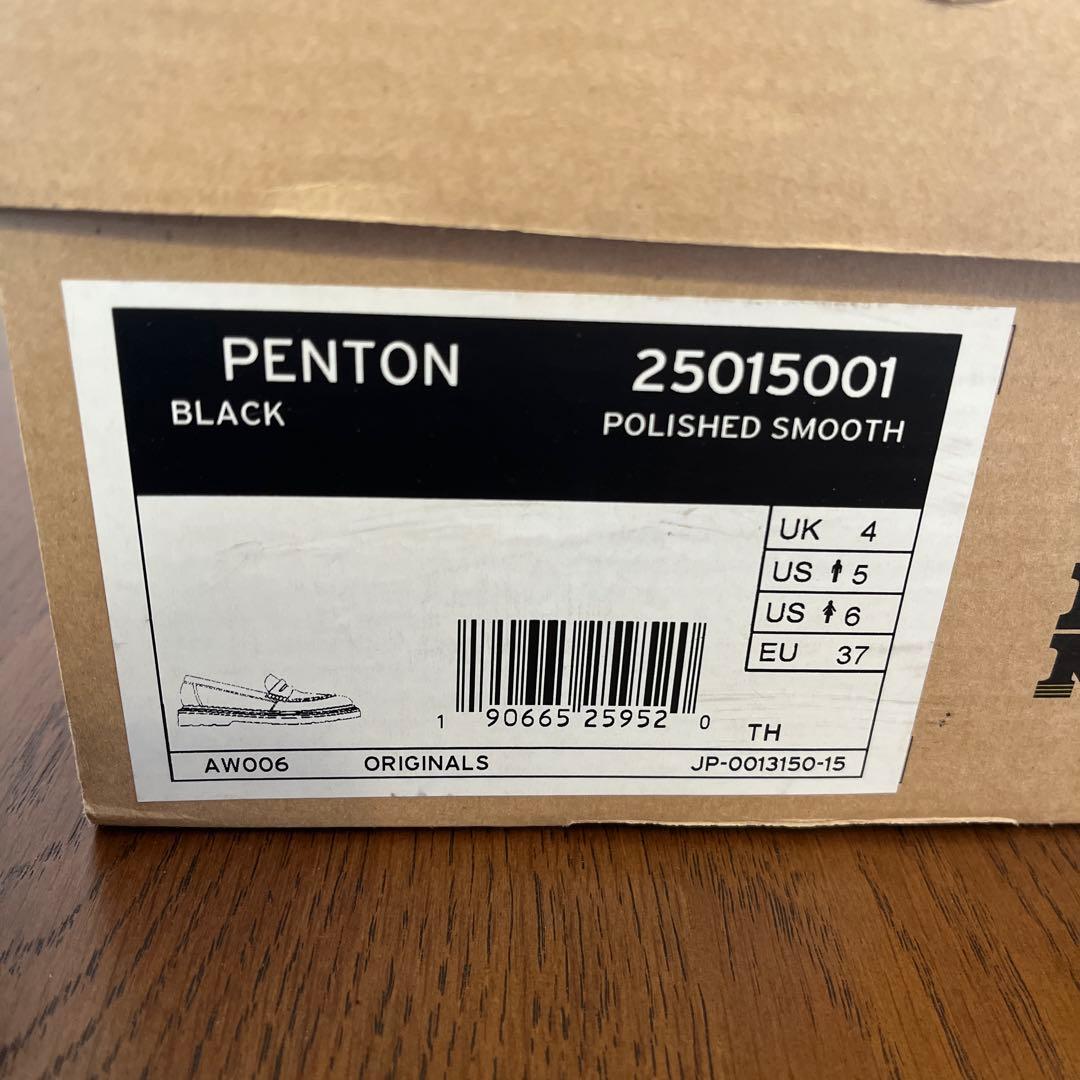 PENTON 25015001
BLACK POLISHED SMOOTH
UK 4
US 5
US 6
EU 37
1 90665 25952 0
TH
AW006 ORIGINALS JP-0013150-15